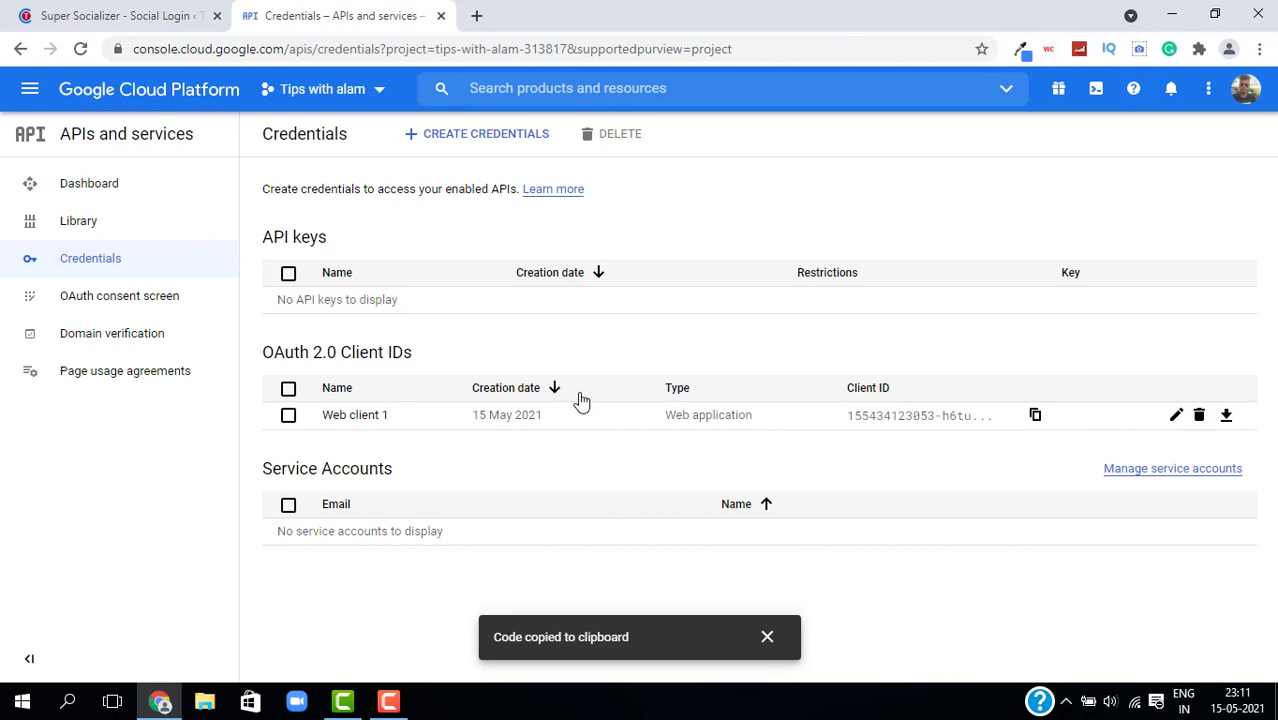 Super Socializer - Social Login ‹ T
API Credentials – APIs and services –
console.cloud.google.com/apis/credentials?project=tips-with-alam-313817&supportedpurview=project
WC
IQ
Google Cloud Platform
Tips with alam
Search products and resources
API APIs and services
Credentials
CREATE CREDENTIALS
DELETE
Dashboard
Library
Credentials
OAuth consent screen
Domain verification
Page usage agreements
Create credentials to access your enabled APIs. Learn more
API keys
Name Creation date Restrictions Key
No API keys to display
OAuth 2.0 Client IDs
Name Creation date Type Client ID
Web client 1 15 May 2021 Web application 155434123053-h6tu...
Service Accounts
Manage service accounts
Email Name
No service accounts to display
Code copied to clipboard
ENG
IN
23:11
15-05-2021